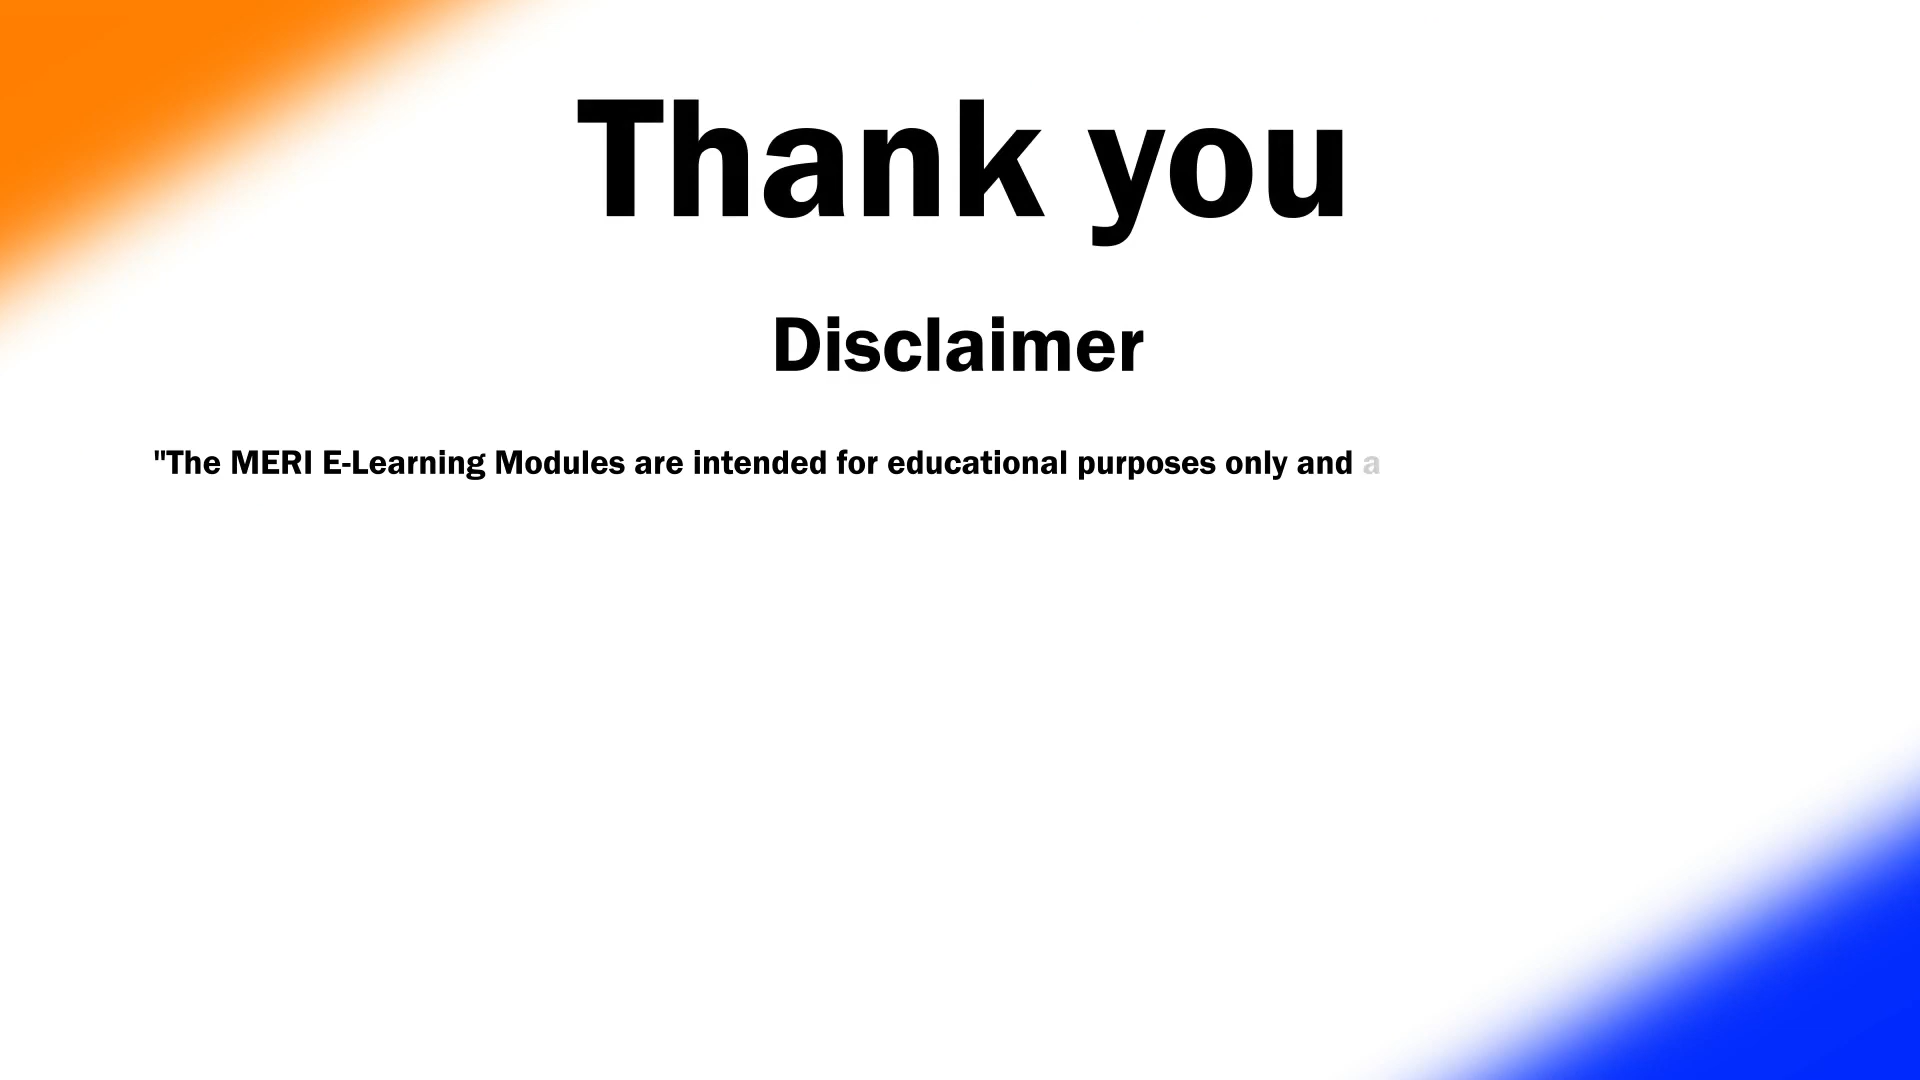 Thank you
Disclaimer
"The MERI E-Learning Modules are intended for educational purposes only and a